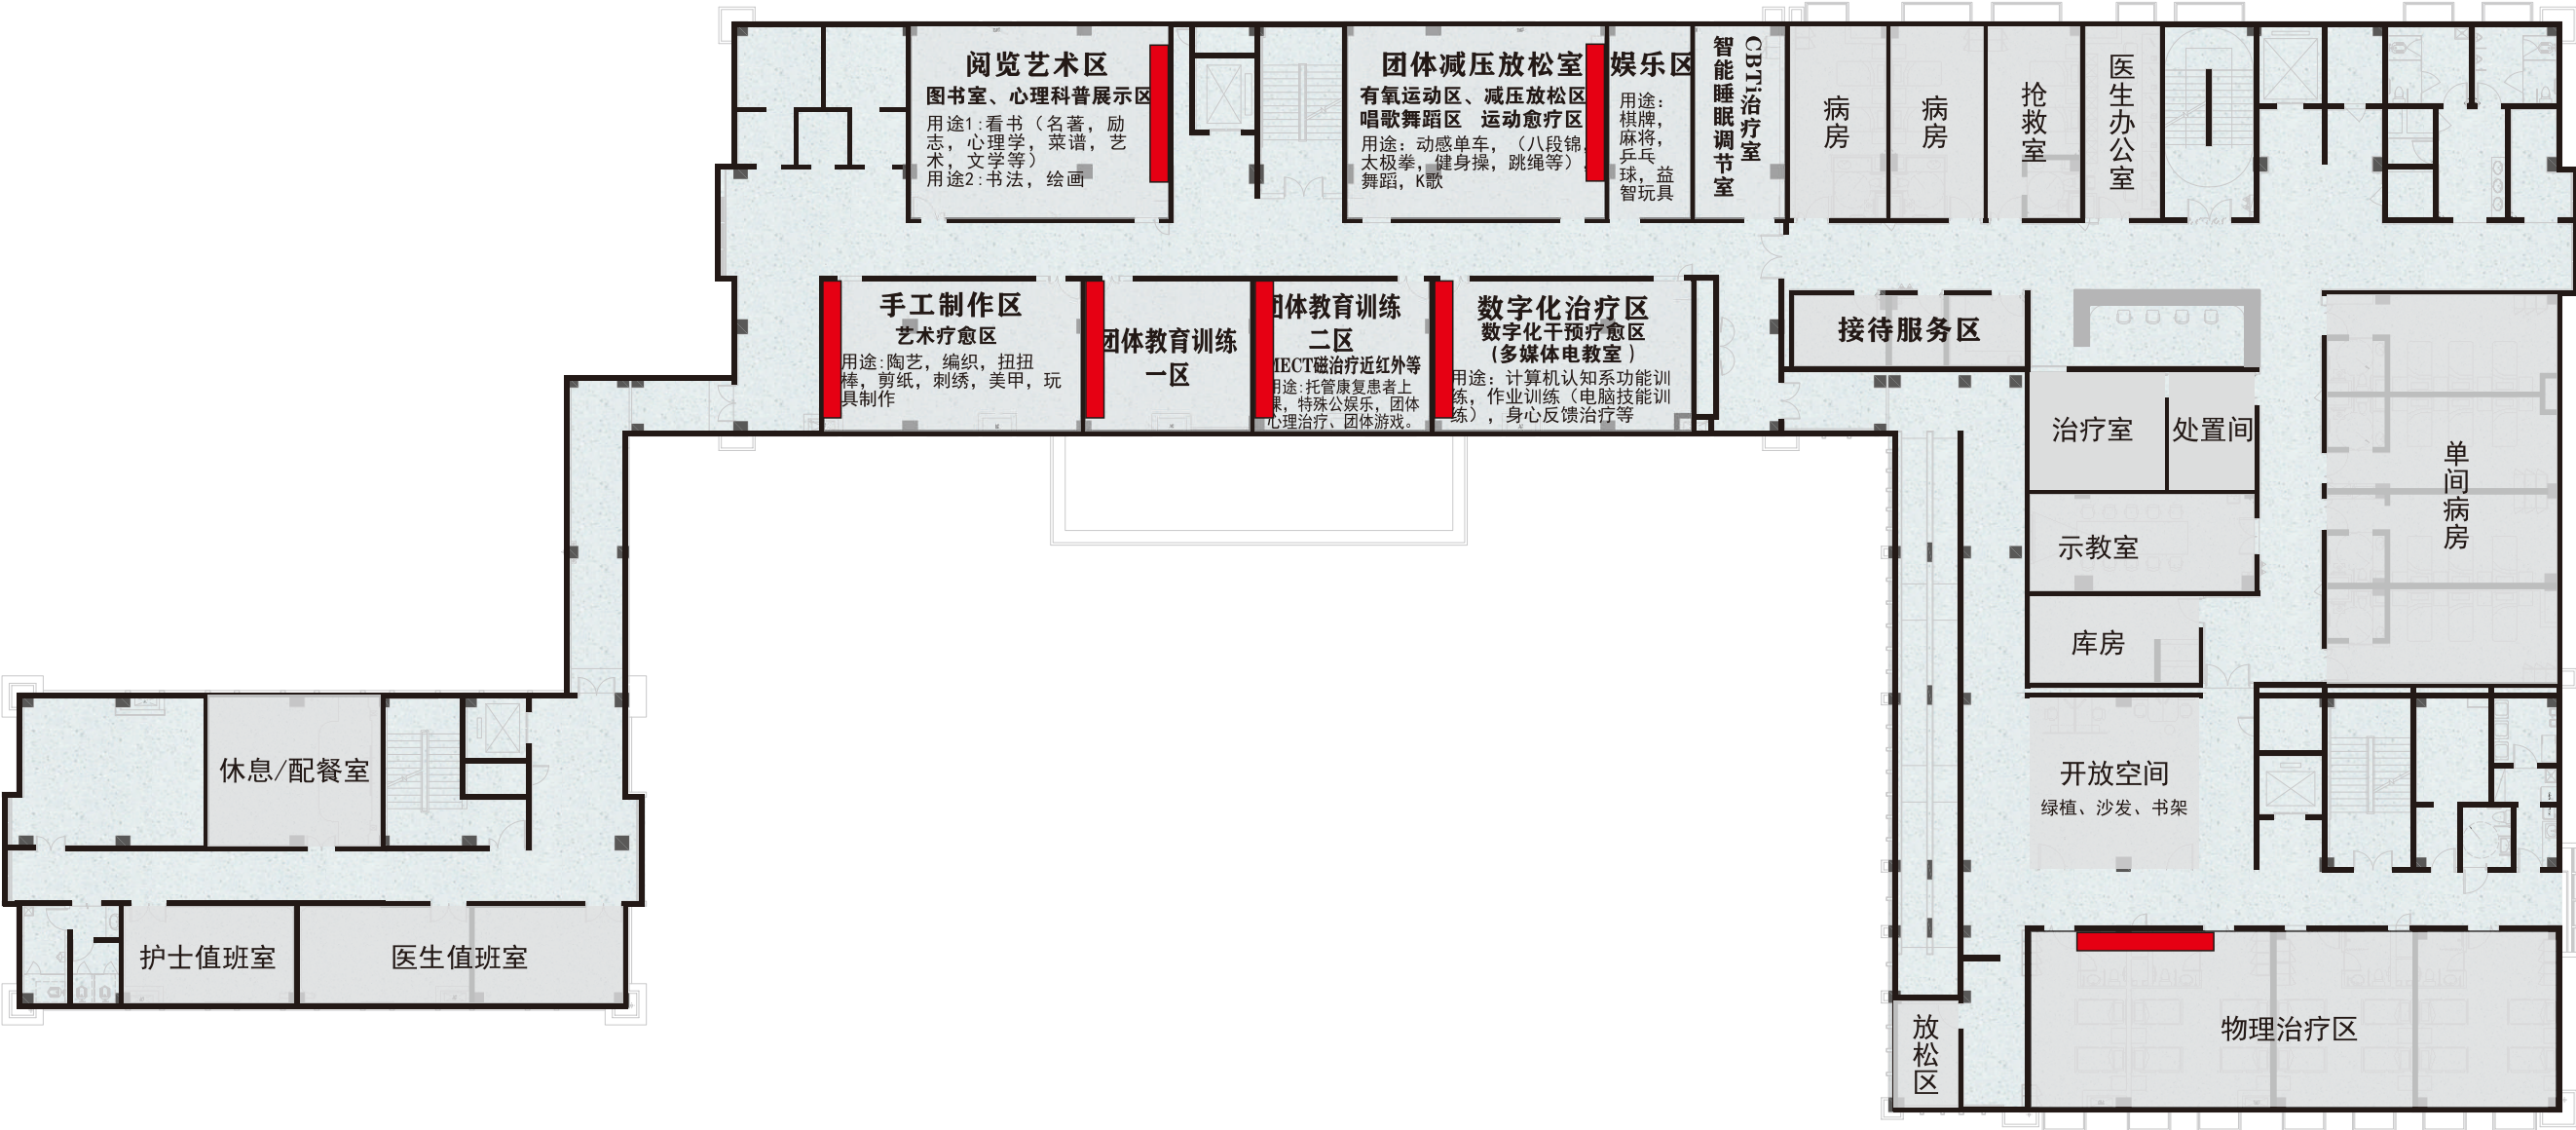 阅览艺术区
图书室、心理科普展示区
用途1:看书（名著，励
志，心理学，菜谱，艺
术，文学等）
用途2:书法，绘画
团体减压放松室
有氧运动区、减压放松区
唱歌舞蹈区 运动愈疗区
用途：动感单车，（八段锦，
太极拳，健身操，跳绳等），
舞蹈，K歌
娱乐区
用途：
棋牌，
麻将，
乒乓
球，益
智玩具
CBTi治疗室
智能睡眠调节室
病房
病房
抢救室
医生办公室
手工制作区
艺术疗愈区
用途:陶艺，编织，扭扭
棒，剪纸，刺绣，美甲，玩
具制作
团体教育训练
一区
团体教育训练
二区
MECT磁治疗近红外等
用途:托管康复患者上
课，特殊公娱乐，团体
心理治疗、团体游戏。
数字化治疗区
数字化干预疗愈区
(多媒体电教室）
用途：计算机认知系功能训
练，作业训练（电脑技能训
练），身心反馈治疗等
接待服务区
治疗室
处置间
单间病房
示教室
库房
开放空间
绿植、沙发、书架
休息/配餐室
护士值班室
医生值班室
放松区
物理治疗区